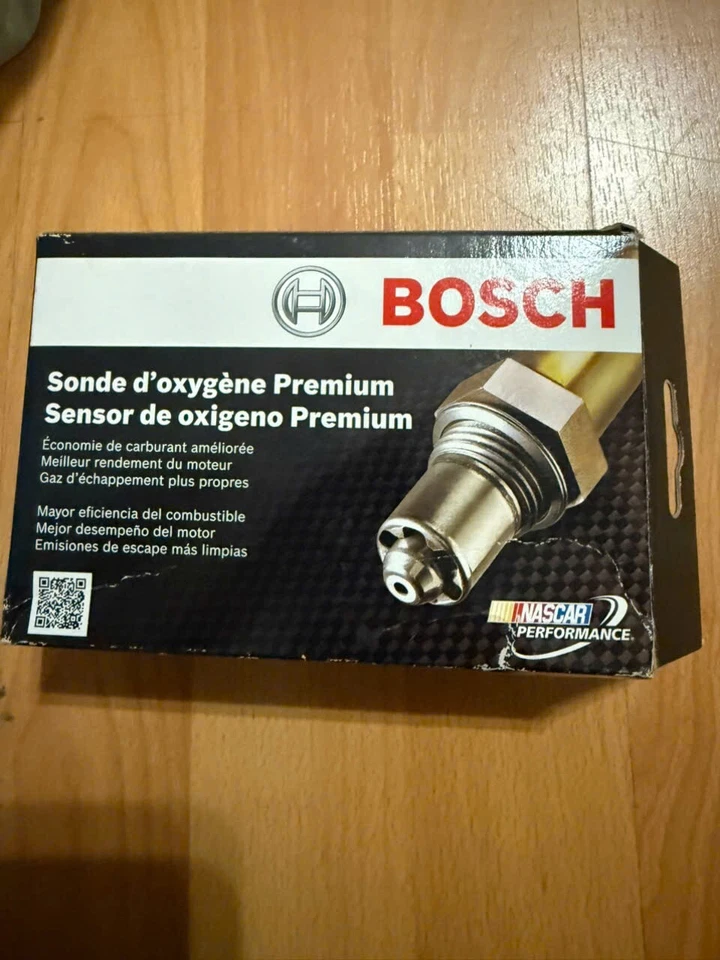 BOSCH
Sonde d'oxygène Premium
Sensor de oxigeno Premium
Économie de carburant améliorée
Meilleur rendement du moteur
Gaz d'échappement plus propres
Mayor eficiencia del combustible
Mejor desempeño del motor
Emisiones de escape más limpias
NASCAR
PERFORMANCE.